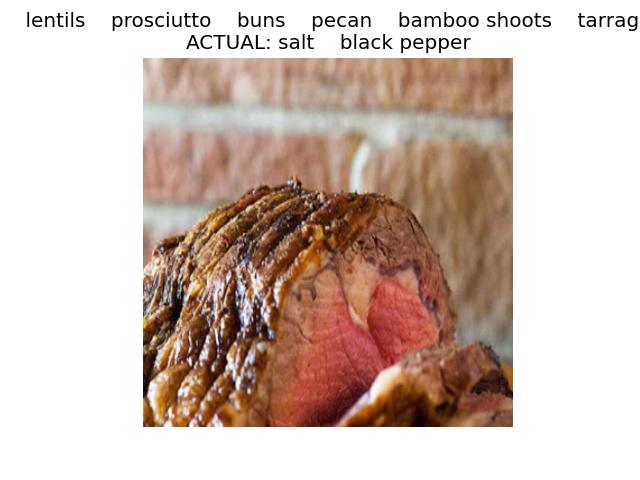 lentils prosciutto buns pecan bamboo shoots
ACTUAL: salt black pepper